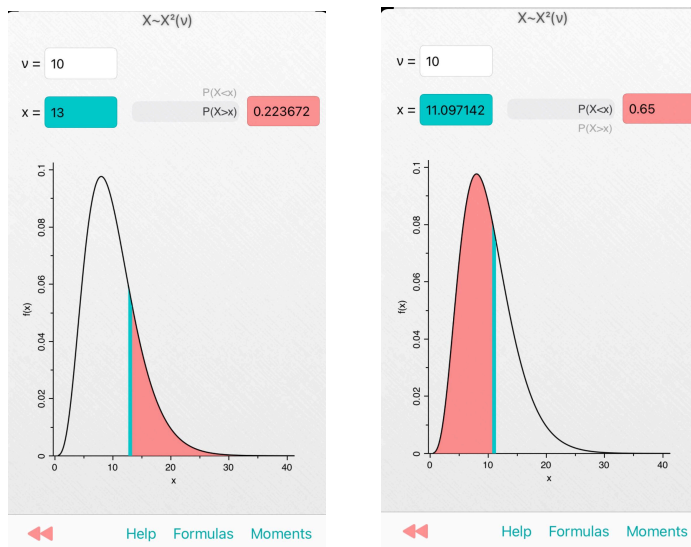 X~X²(ν)
ν = 10
P(X<x)
x = 13 P(X>x) 0.223672
0.1
0.08
0.06
0.04
0.02
0
f(x)
0 10 20 30 40
x
Help Formulas Moments
X~X²(ν)
ν = 10
x = 11.097142 P(X<x) 0.65
P(X>x)
0.1
0.08
0.06
0.04
0.02
0
f(x)
0 10 20 30 40
x
Help Formulas Moments